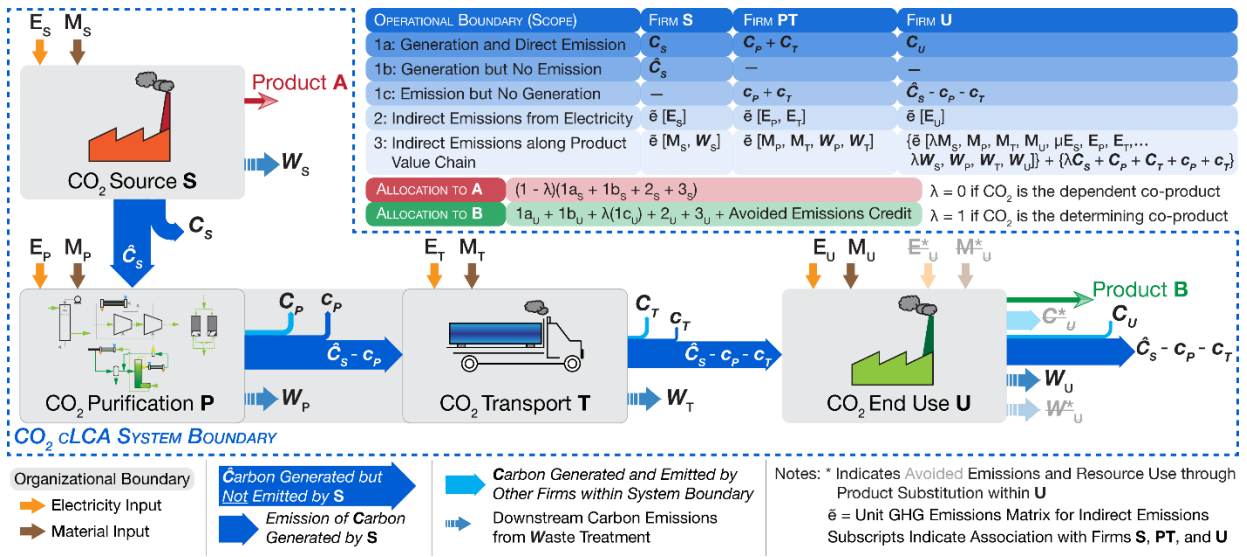 E_S M_S
Product A
W_S
CO₂ Source S
C_S
Ĉ_S
OPERATIONAL BOUNDARY (SCOPE) FIRM S FIRM PT FIRM U
1a: Generation and Direct Emission C_S C_P + C_T C_U
1b: Generation but No Emission Ĉ_S — —
1c: Emission but No Generation — c_P + c_T Ĉ_S - c_P - c_T
2: Indirect Emissions from Electricity ẽ [E_S] ẽ [E_P, E_T] ẽ [E_U]
3: Indirect Emissions along Product Value Chain ẽ [M_S, W_S] ẽ [M_P, M_T, W_P, W_T] {ẽ [λM_S, M_P, M_T, M_U, μE_S, E_P, E_T,...
λW_S, W_P, W_T, W_U]} + {λC_S + C_P + C_T + c_P + c_T}
ALLOCATION TO A (1 - λ)(1a_S + 1b_S + 2_S + 3_S) λ = 0 if CO₂ is the dependent co-product
ALLOCATION TO B 1a_U + 1b_U + λ(1c_U) + 2_U + 3_U + Avoided Emissions Credit λ = 1 if CO₂ is the determining co-product
E_P M_P
C_P c_P
Ĉ_S - c_P
W_P
CO₂ Purification P
E_T M_T
C_T c_T
Ĉ_S - c_P - c_T
W_T
CO₂ Transport T
E_U M_U E*_U M*_U
Product B
C*_U
C_U
Ĉ_S - c_P - c_T
W_U
W*_U
CO₂ End Use U
CO₂ cLCA SYSTEM BOUNDARY
Organizational Boundary
Electricity Input
Material Input
Ĉarbon Generated but
Not Emitted by S
Emission of Carbon
Generated by S
Carbon Generated and Emitted by
Other Firms within System Boundary
Downstream Carbon Emissions
from Waste Treatment
Notes: * Indicates Avoided Emissions and Resource Use through
Product Substitution within U
ẽ = Unit GHG Emissions Matrix for Indirect Emissions
Subscripts Indicate Association with Firms S, PT, and U